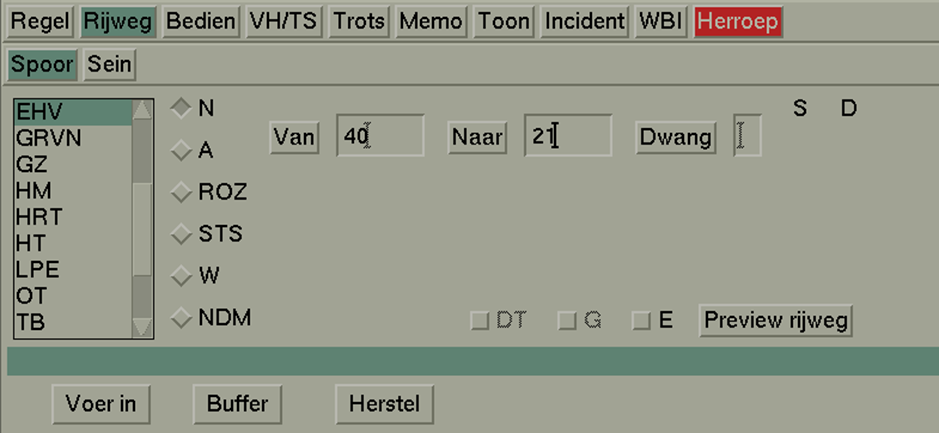 Regel Rijweg Bedien VH/TS Trots Memo Toon Incident WBI Herroep
Spoor Sein
EHV
GRVN
GZ
HM
HRT
HT
LPE
OT
TB
N
A
ROZ
STS
W
NDM
Van 40 Naar 21 Dwang
S D
DT G E Preview rijweg
Voer in Buffer Herstel